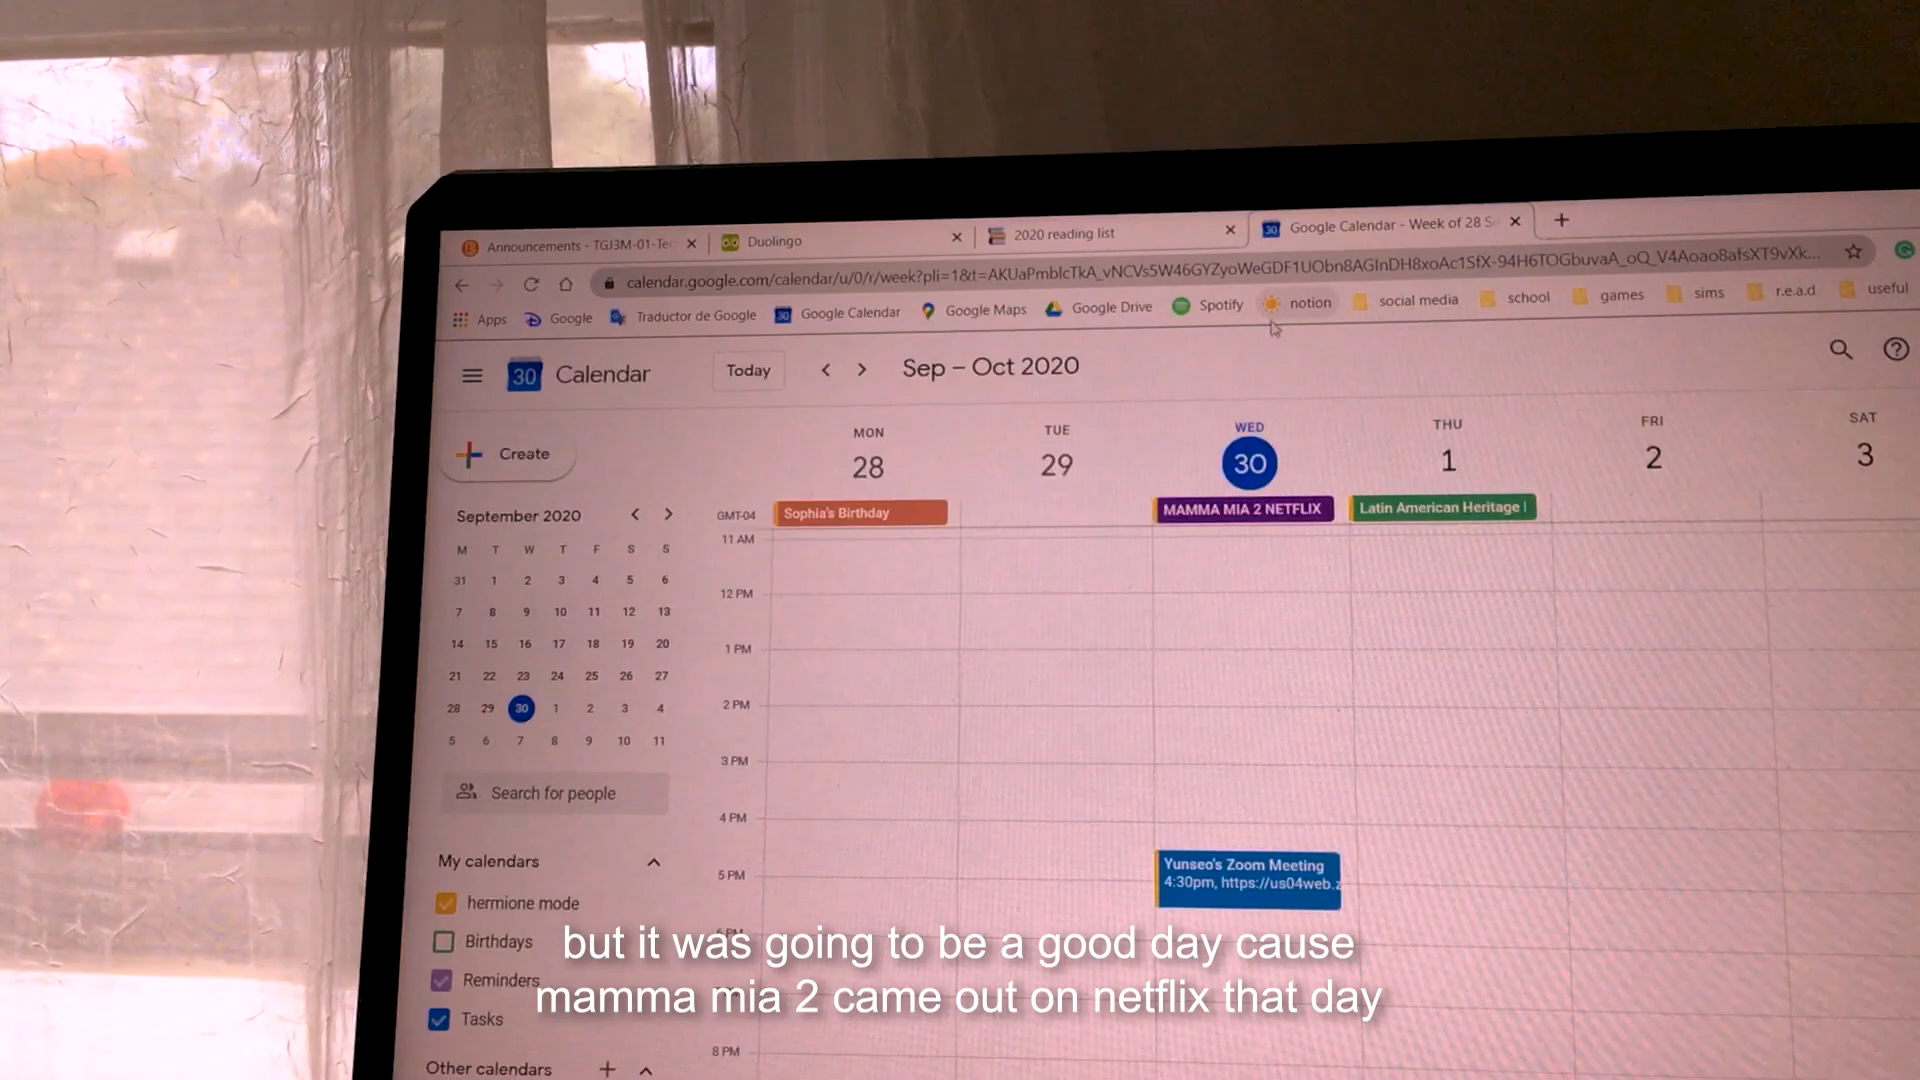 Announcements - TGJ3M-01-Tec
Duolingo
2020 reading list
Google Calendar - Week of 28 Se
calendar.google.com/calendar/u/0/r/week?pli=1&t=AKUaPmblcTkA_vNCVs5W46GYZyoWeGDF1UObn8AGInDH8xoAc1SfX-94H6TOGbuvaA_oQ_V4Aoao8afsXT9vXk...
Apps
Google
Traductor de Google
Google Calendar
Google Maps
Google Drive
Spotify
notion
social media
school
games
sims
r.e.a.d
useful
30 Calendar
Today
Sep – Oct 2020
Create
MON TUE WED THU FRI SAT
28 29 30 1 2 3
GMT-04
Sophia's Birthday
MAMMA MIA 2 NETFLIX
Latin American Heritage
September 2020
M T W T F S S
31 1 2 3 4 5 6
7 8 9 10 11 12 13
14 15 16 17 18 19 20
21 22 23 24 25 26 27
28 29 30 1 2 3 4
5 6 7 8 9 10 11
11 AM
12 PM
1 PM
2 PM
3 PM
4 PM
5 PM
6 PM
8 PM
Yunseo's Zoom Meeting
4:30pm, https://us04web.z
Search for people
My calendars
hermione mode
Birthdays
Reminders
Tasks
Other calendars
but it was going to be a good day cause
mamma mia 2 came out on netflix that day